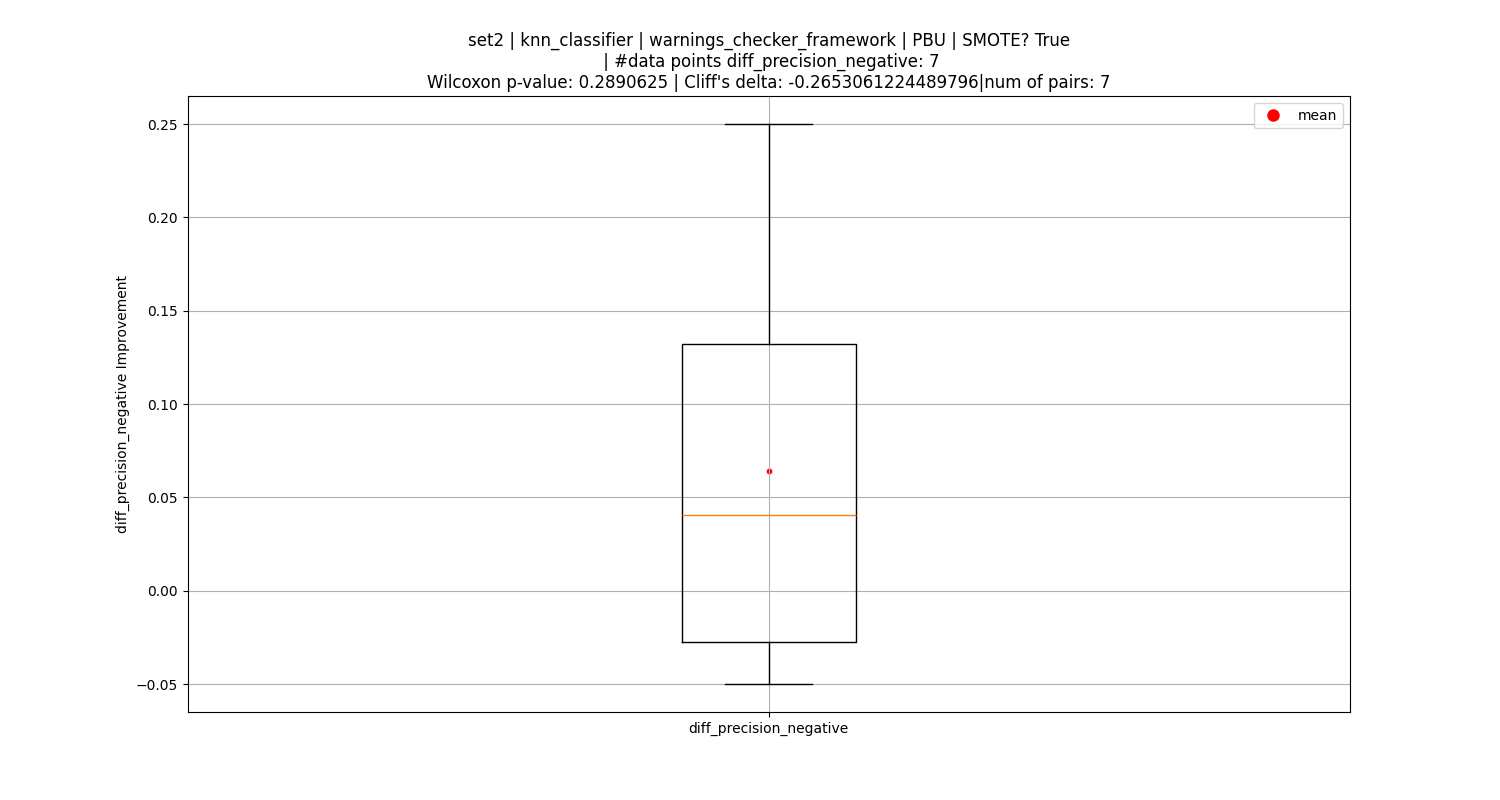 set2 | knn_classifier | warnings_checker_framework | PBU | SMOTE? True
| #data points diff_precision_negative: 7
Wilcoxon p-value: 0.2890625 | Cliff's delta: -0.2653061224489796|num of pairs: 7
mean
0.25
0.20
0.15
0.10
0.05
0.00
−0.05
diff_precision_negative Improvement
diff_precision_negative